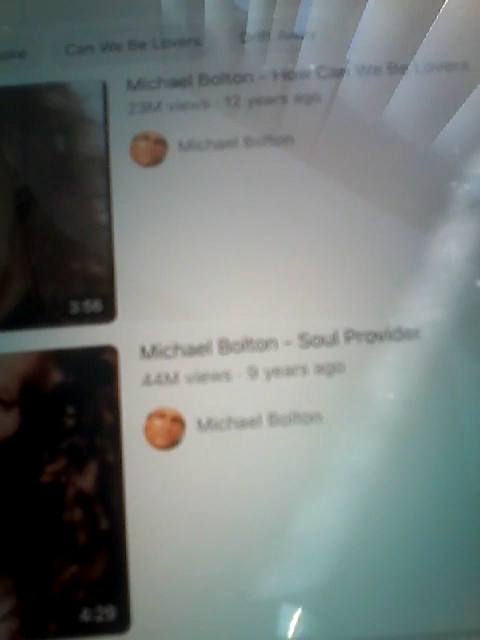 Can We Be Lovers
Michael Bolton - How Can We Be Lovers
23M views · 12 years ago
Michael Bolton
3:56
Michael Bolton - Soul Provider
44M views · 9 years ago
Michael Bolton
4:29